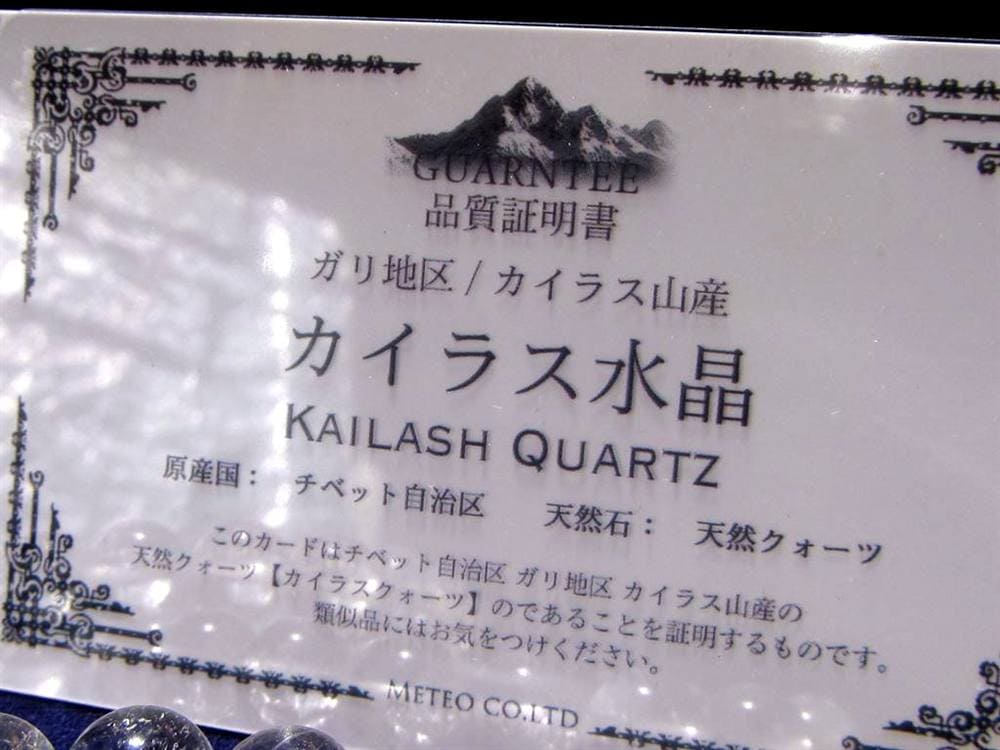 GUARNTEE
品質証明書
ガリ地区 / カイラス山産
カイラス水晶
KAILASH QUARTZ
原産国： チベット自治区 天然石： 天然クォーツ
このカードはチベット自治区 ガリ地区 カイラス山産の
天然クォーツ【カイラスクォーツ】のであることを証明するものです。
類似品にはお気をつけください。
METEO CO.LTD